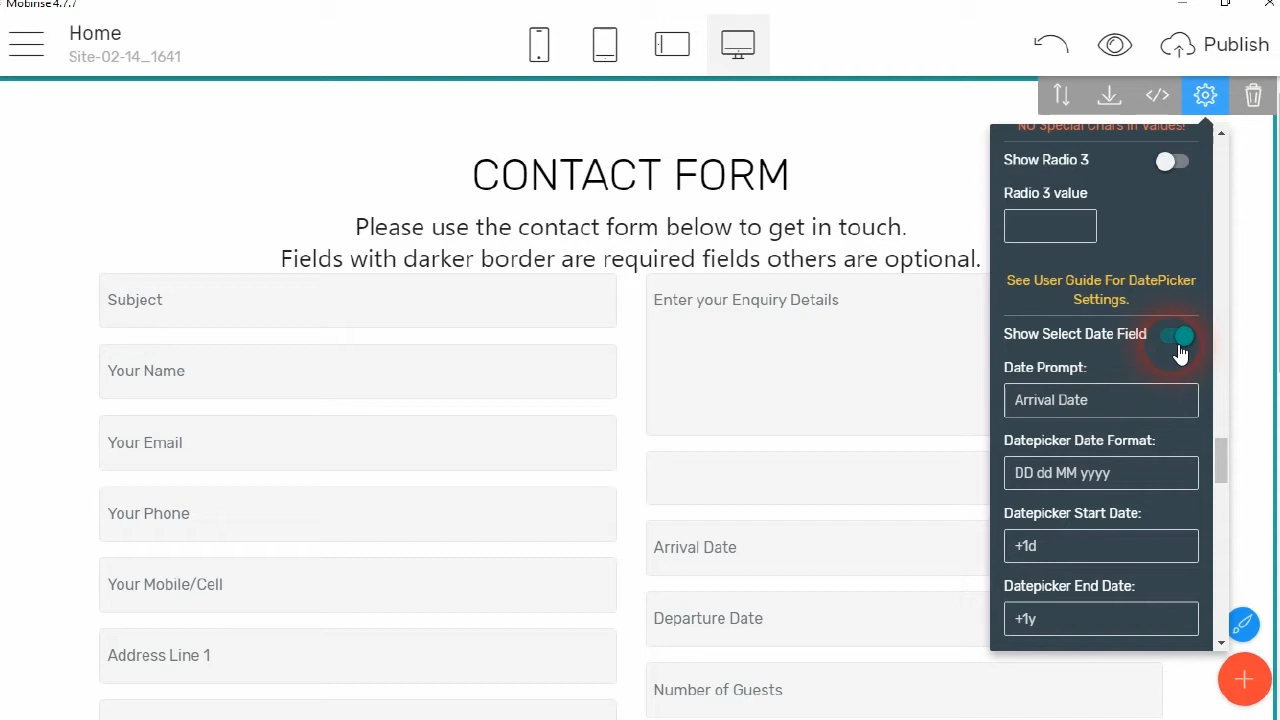 Mobirise 4.7.7
Home
Site-02-14_1641
Publish
CONTACT FORM
Please use the contact form below to get in touch.
Fields with darker border are required fields others are optional.
Subject
Your Name
Your Email
Your Phone
Your Mobile/Cell
Address Line 1
Enter your Enquiry Details
Arrival Date
Departure Date
Number of Guests
NO Special Chars in Values!
Show Radio 3
Radio 3 value
See User Guide For DatePicker
Settings.
Show Select Date Field
Date Prompt:
Arrival Date
Datepicker Date Format:
DD dd MM yyyy
Datepicker Start Date:
+1d
Datepicker End Date:
+1y